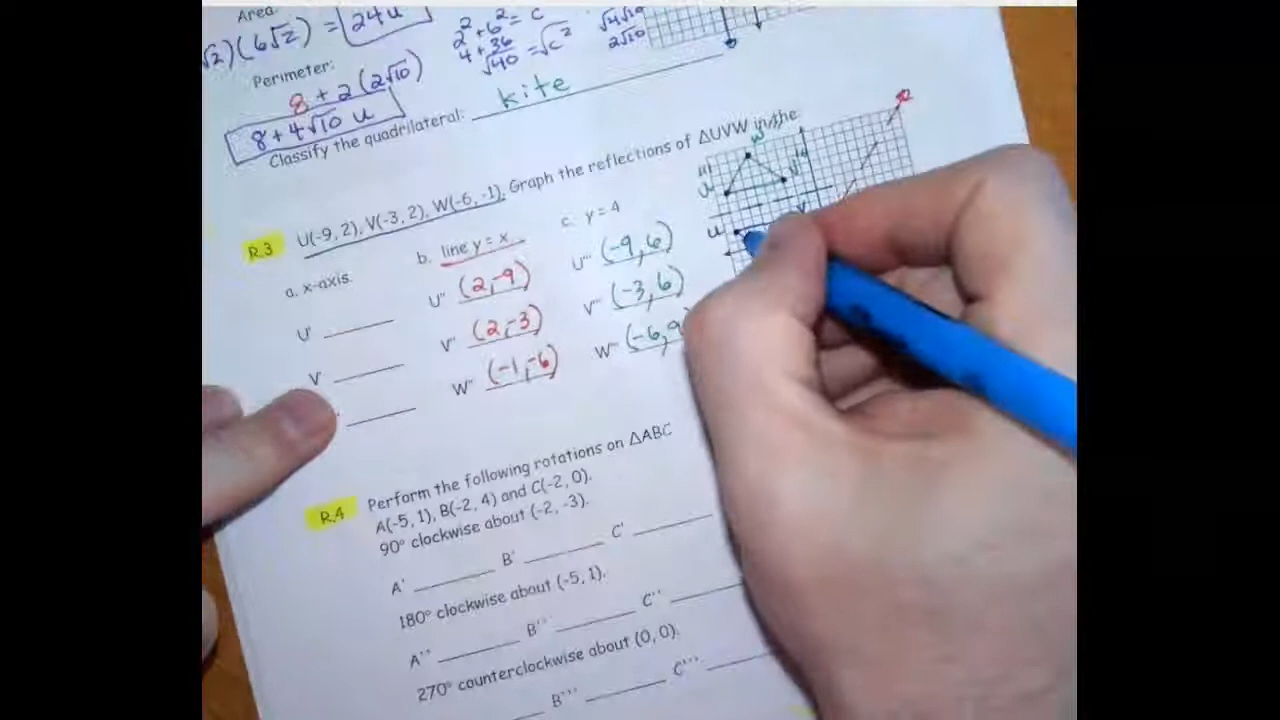 Area:
√2)(6√2) = 24u
2² + 6² = c
4 + 36 = √c²
√40
√4√10
2√10
Perimeter:
8 + 2(2√10)
8 + 4√10 u
Classify the quadrilateral: kite
R.3 U(-9, 2), V(-3, 2), W(-6, -1). Graph the reflections of △UVW in the
a. x-axis.
U'
V'
b. line y = x
U" (2,-9)
V" (2,-3)
W" (-1,-6)
c. y = 4
U''' (-9,6)
V''' (-3,6)
W''' (-6,9
R.4 Perform the following rotations on △ABC
A(-5, 1), B(-2, 4) and C(-2, 0).
90° clockwise about (-2, -3).
A' B' C'
180° clockwise about (-5, 1).
A'' B'' C''
270° counterclockwise about (0, 0).
B''' C'''